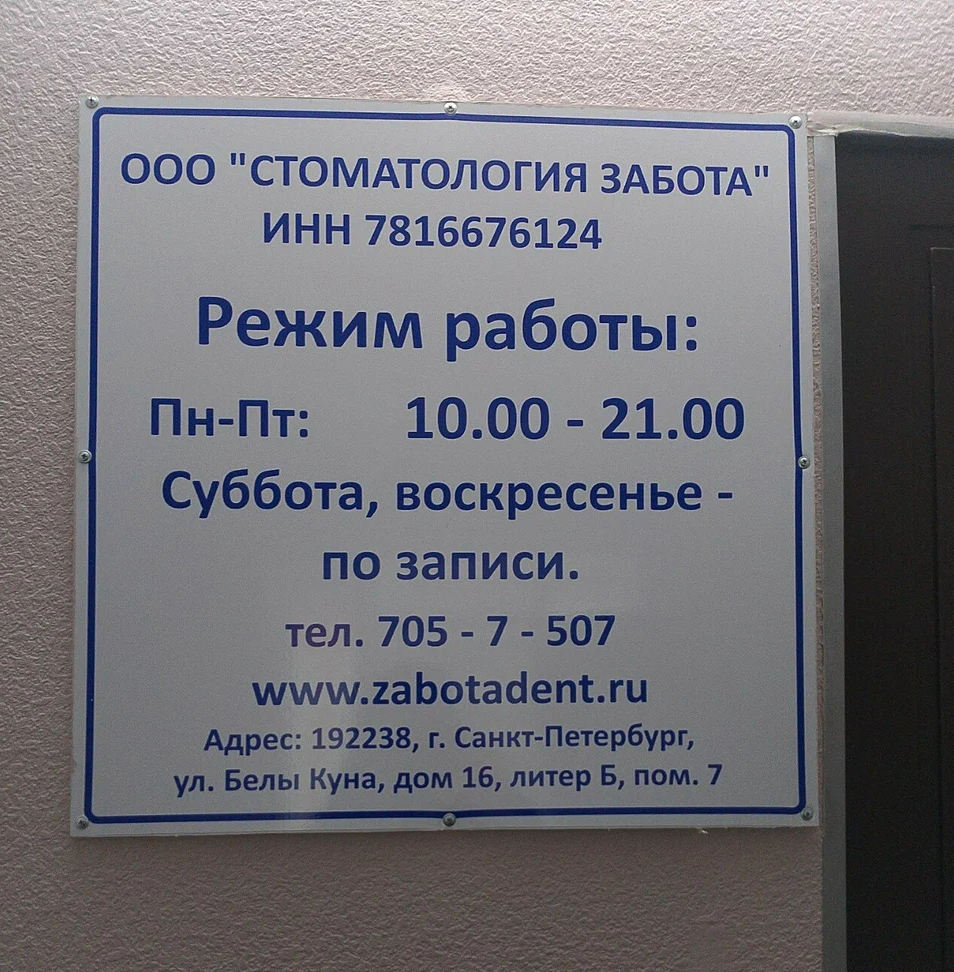 ООО "СТОМАТОЛОГИЯ ЗАБОТА"
ИНН 7816676124
Режим работы:
Пн-Пт: 10.00 - 21.00
Суббота, воскресенье -
по записи.
тел. 705 - 7 - 507
www.zabotadent.ru
Адрес: 192238, г. Санкт-Петербург,
ул. Белы Куна, дом 16, литер Б, пом. 7